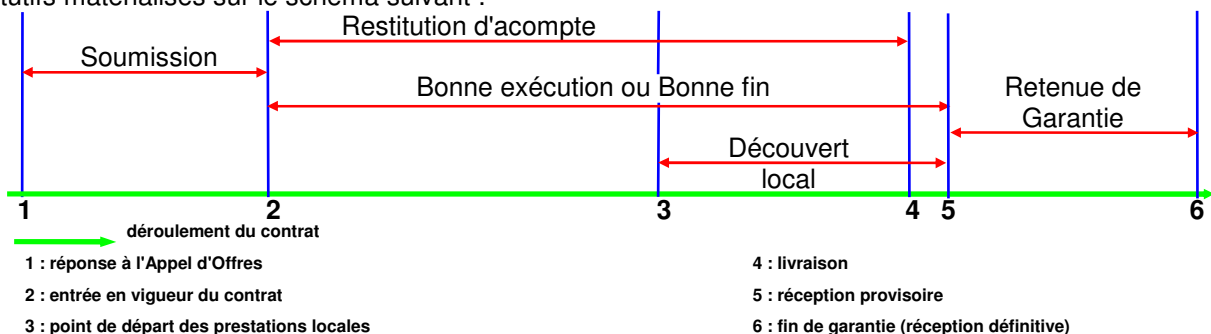 tutifs matérialisés sur le schéma suivant :
Restitution d'acompte
Soumission
Bonne exécution ou Bonne fin
Retenue de
Garantie
Découvert
local
1 2 3 4 5 6
déroulement du contrat
1 : réponse à l'Appel d'Offres
2 : entrée en vigueur du contrat
3 : point de départ des prestations locales
4 : livraison
5 : réception provisoire
6 : fin de garantie (réception définitive)